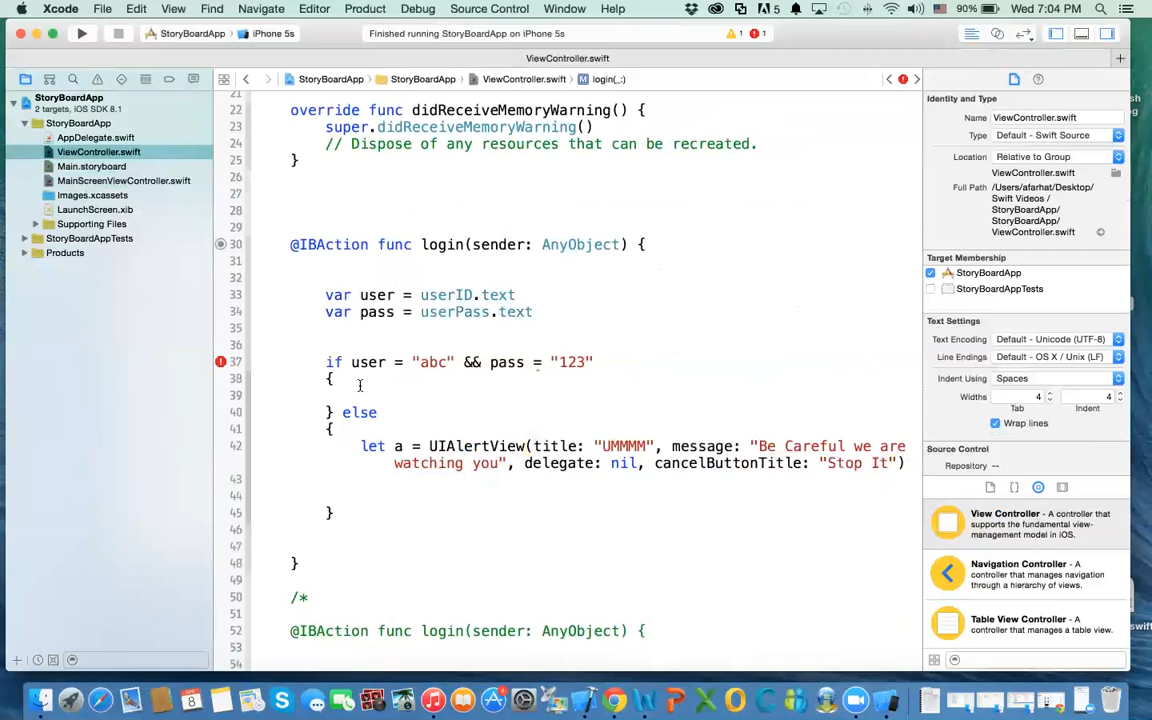 Xcode File Edit View Find Navigate Editor Product Debug Source Control Window Help 5 90% Wed 7:04 PM
StoryBoardApp iPhone 5s Finished running StoryBoardApp on iPhone 5s 1 1
ViewController.swift
StoryBoardApp StoryBoardApp ViewController.swift M login(_:)
StoryBoardApp
2 targets, iOS SDK 8.1
StoryBoardApp
AppDelegate.swift
ViewController.swift
Main.storyboard
MainScreenViewController.swift
Images.xcassets
LaunchScreen.xib
Supporting Files
StoryBoardAppTests
Products
21
22 override func didReceiveMemoryWarning() {
23 super.didReceiveMemoryWarning()
24 // Dispose of any resources that can be recreated.
25 }
26
27
28
29
30 @IBAction func login(sender: AnyObject) {
31
32
33 var user = userID.text
34 var pass = userPass.text
35
36
37 if user = "abc" && pass = "123"
38 {
39
40 } else
41 {
42 let a = UIAlertView(title: "UMMMM", message: "Be Careful we are
watching you", delegate: nil, cancelButtonTitle: "Stop It")
43
44
45 }
46
47
48 }
49
50 /*
51
52 @IBAction func login(sender: AnyObject) {
53
54
Identity and Type
Name ViewController.swift
Type Default - Swift Source
Location Relative to Group
ViewController.swift
Full Path /Users/afarhat/Desktop/
Swift Videos /
StoryBoardApp/
StoryBoardApp/
ViewController.swift
Target Membership
StoryBoardApp
StoryBoardAppTests
Text Settings
Text Encoding Default - Unicode (UTF-8)
Line Endings Default - OS X / Unix (LF)
Indent Using Spaces
Widths 4 4
Tab Indent
Wrap lines
Source Control
Repository --
View Controller - A controller that
supports the fundamental view-
management model in iOS.
Navigation Controller - A
controller that manages navigation
through a hierarchy of views.
Table View Controller - A
controller that manages a table view.